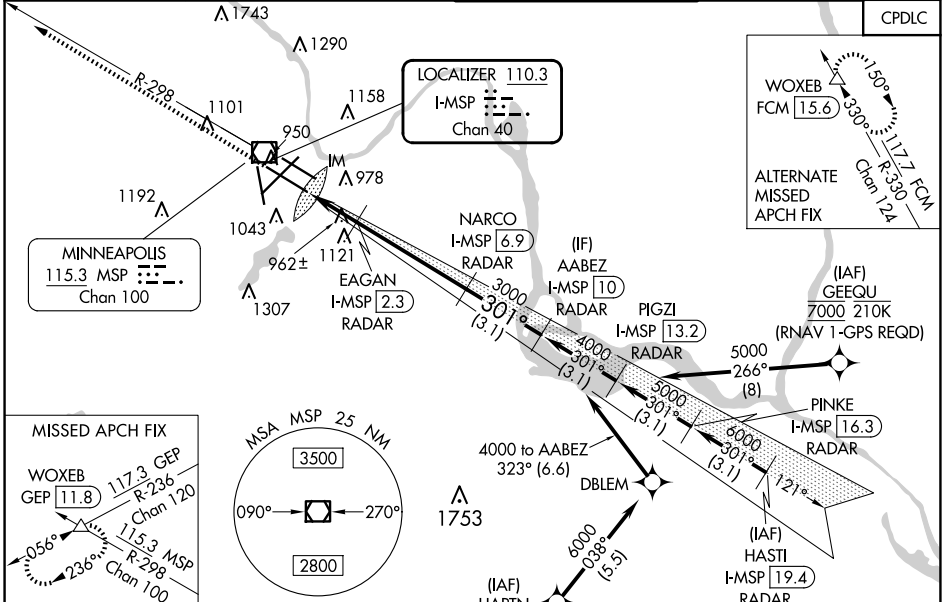 CPDLC
1743
1290
R-298
1101
1158
950
LOCALIZER 110.3
I-MSP
Chan 40
IM
978
1192
1043
962±
1121
1307
MINNEAPOLIS
115.3 MSP
Chan 100
EAGAN
I-MSP 2.3
RADAR
NARCO
I-MSP 6.9
RADAR
(IF)
AABEZ
I-MSP 10
RADAR
PIGZI
I-MSP 13.2
RADAR
3000
301°
(3.1)
4000
301°
(3.1)
5000
301°
(3.1)
6000
301°
(3.1)
121°
WOXEB
FCM 15.6
150°
330°
117.7 FCM
R-330
Chan 124
ALTERNATE
MISSED
APCH FIX
(IAF)
GEEQU
7000 210K
(RNAV 1-GPS REQD)
5000
266°
(8)
PINKE
I-MSP 16.3
RADAR
4000 to AABEZ
323° (6.6)
DBLEM
6000
038°
(5.5)
(IAF)
HASTI
I-MSP 19.4
RADAR
1753
MISSED APCH FIX
WOXEB
GEP 11.8
117.3 GEP
R-236
Chan 120
056°
236°
115.3 MSP
R-298
Chan 100
MSA MSP 25 NM
3500
090°
270°
2800
(IAF)